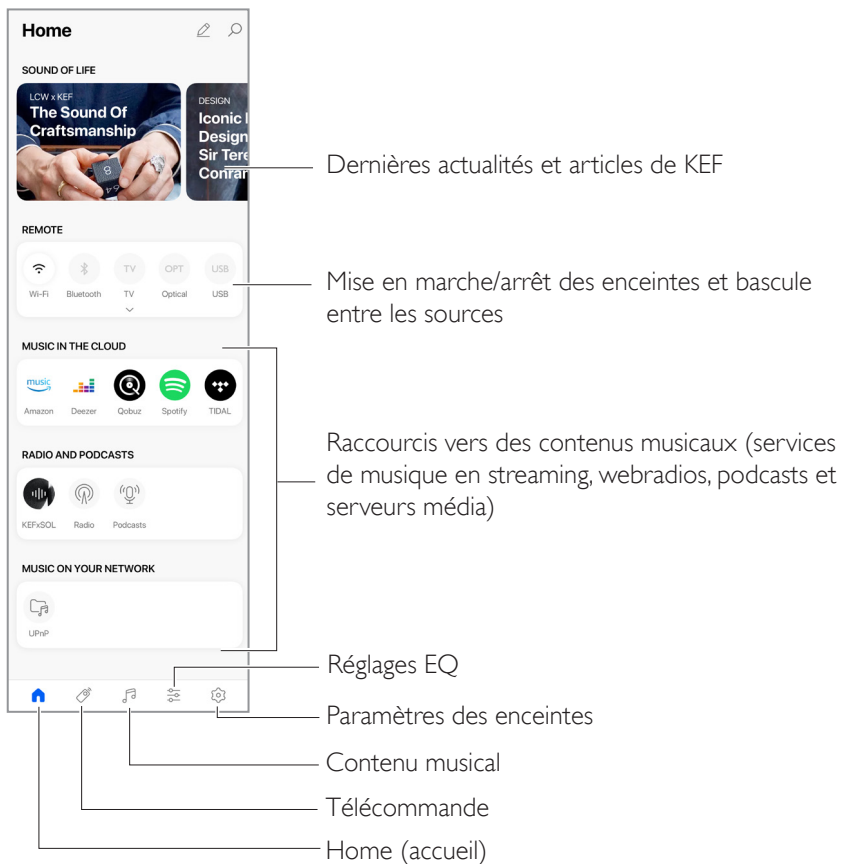 Home
SOUND OF LIFE
LCW x KEF
The Sound Of
Craftsmanship
DESIGN
Iconic
Design
Sir Tere
Conran
Dernières actualités et articles de KEF
REMOTE
TV OPT USB
Wi-Fi Bluetooth TV Optical USB
Mise en marche/arrêt des enceintes et bascule
entre les sources
MUSIC IN THE CLOUD
music
Amazon Deezer Qobuz Spotify TIDAL
Raccourcis vers des contenus musicaux (services
de musique en streaming, webradios, podcasts et
serveurs média)
RADIO AND PODCASTS
KEFxSOL Radio Podcasts
MUSIC ON YOUR NETWORK
UPnP
Réglages EQ
Paramètres des enceintes
Contenu musical
Télécommande
Home (accueil)